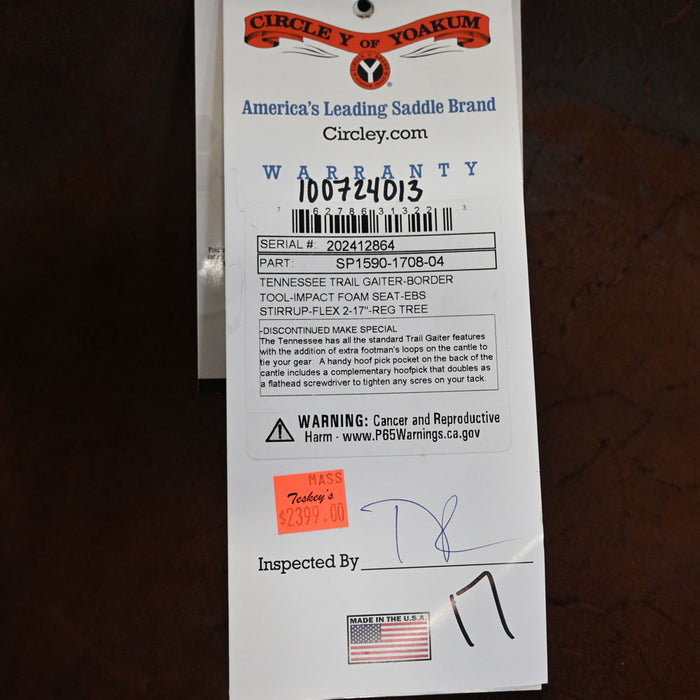 CIRCLE Y OF YOAKUM
Y
®
America's Leading Saddle Brand
Circley.com
WARRANTY
100724013
7 62786 31322 3
SERIAL #: 202412864
PART: SP1590-1708-04
TENNESSEE TRAIL GAITER-BORDER
TOOL-IMPACT FOAM SEAT-EBS
STIRRUP-FLEX 2-17"-REG TREE
-DISCONTINUED MAKE SPECIAL
The Tennessee has all the standard Trail Gaiter features
with the addition of extra footman's loops on the cantle to
tie your gear A handy hoof pick pocket on the back of the
cantle includes a complementary hoofpick that doubles as
a flathead screwdriver to tighten any scres on your tack.
WARNING: Cancer and Reproductive
Harm - www.P65Warnings.ca.gov
MASS
Teskey's
$2399.00
Inspected By
17
MADE IN THE U.S.A.